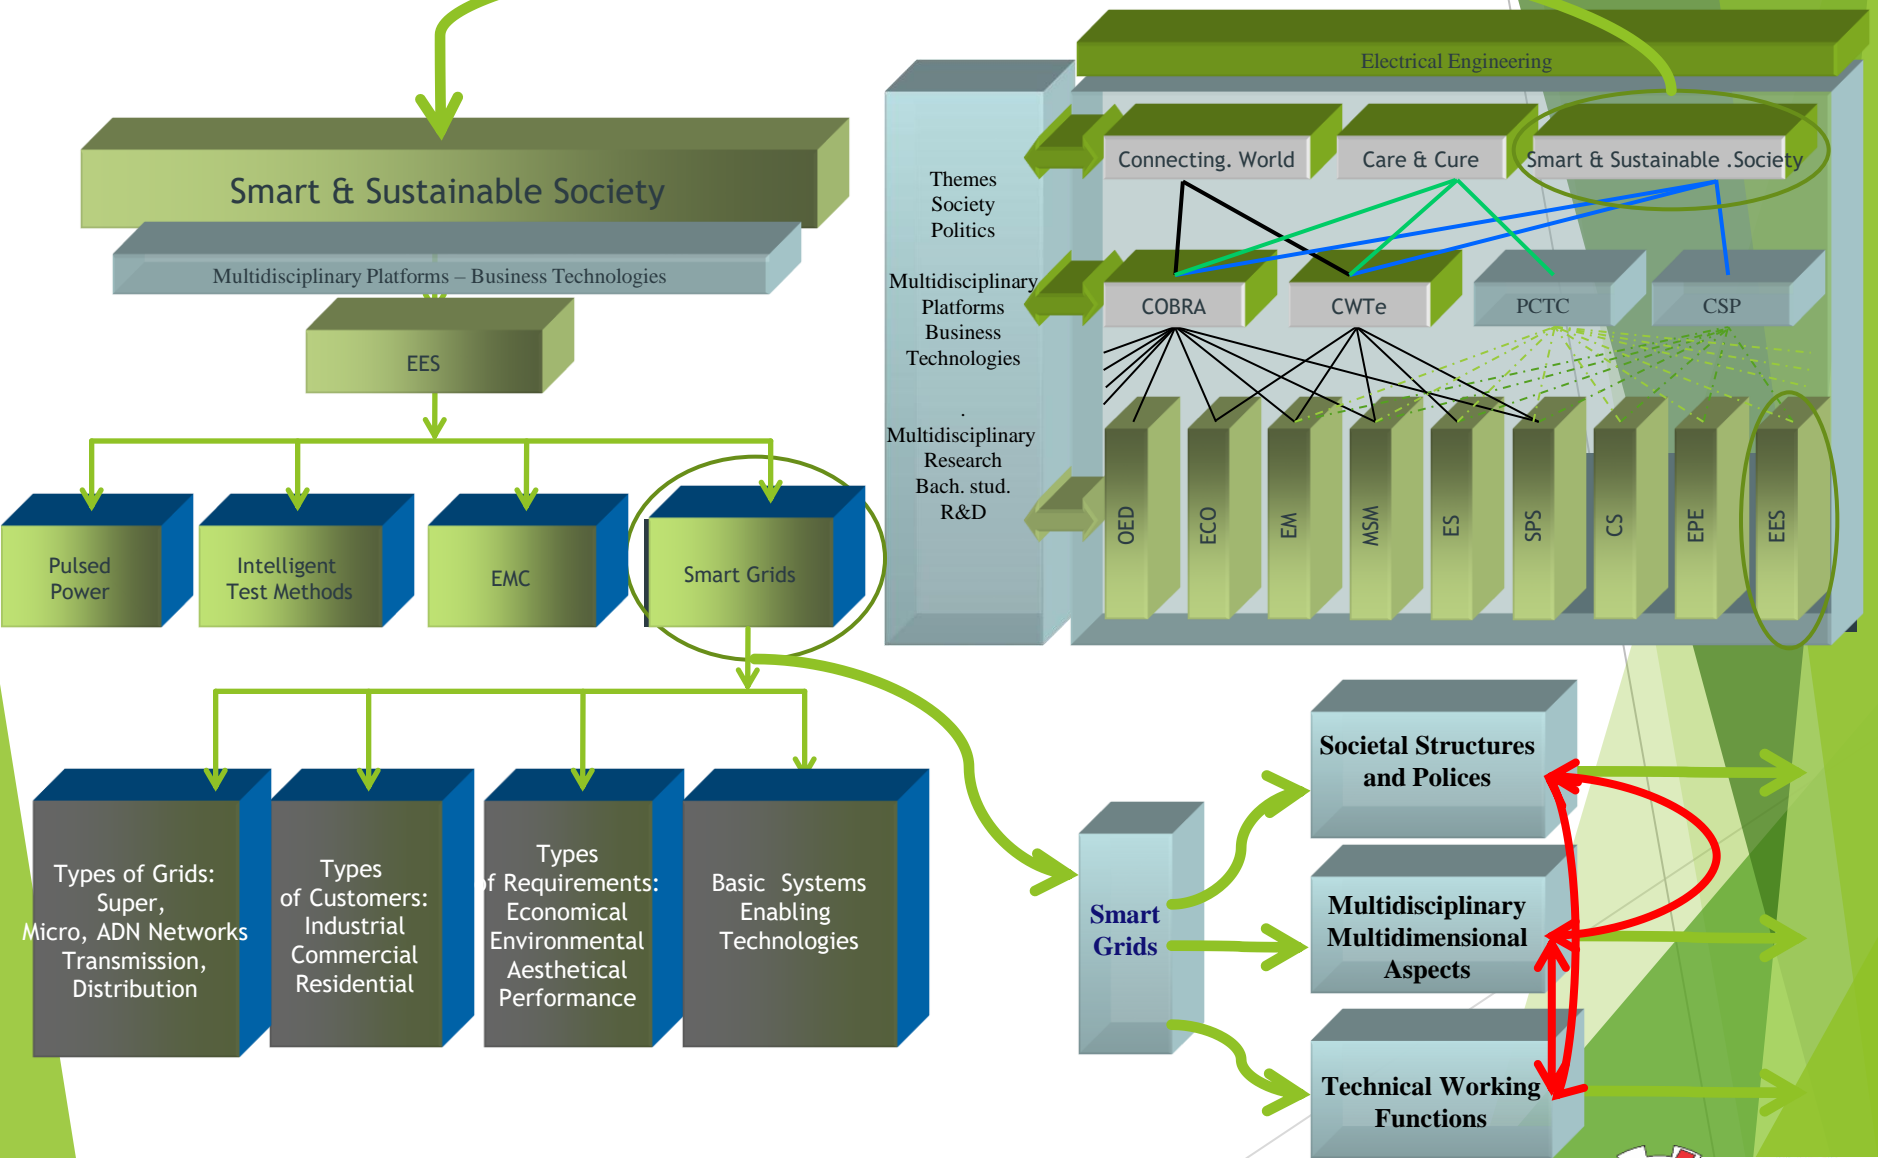 Smart & Sustainable Society
Multidisciplinary Platforms – Business Technologies
EES
Pulsed
Power
Intelligent
Test Methods
EMC
Smart Grids
Types of Grids:
Super,
Micro, ADN Networks
Transmission,
Distribution
Types
of Customers:
Industrial
Commercial
Residential
Types
of Requirements:
Economical
Environmental
Aesthetical
Performance
Basic Systems
Enabling
Technologies
Electrical Engineering
Themes
Society
Politics
Multidisciplinary
Platforms
Business
Technologies
.
Multidisciplinary
Research
Bach. stud.
R&D
Connecting. World
Care & Cure
Smart & Sustainable .Society
COBRA
CWTe
PCTC
CSP
OED
ECO
EM
MSM
ES
SPS
CS
EPE
EES
Smart
Grids
Societal Structures
and Polices
Multidisciplinary
Multidimensional
Aspects
Technical Working
Functions